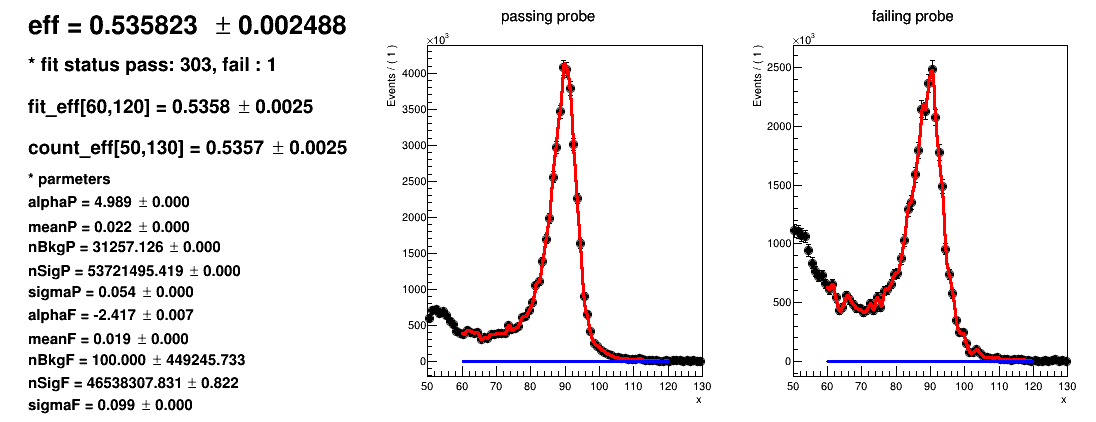 eff = 0.535823 ± 0.002488
* fit status pass: 303, fail : 1
fit_eff[60,120] = 0.5358 ± 0.0025
count_eff[50,130] = 0.5357 ± 0.0025
* parmeters
alphaP = 4.989 ± 0.000
meanP = 0.022 ± 0.000
nBkgP = 31257.126 ± 0.000
nSigP = 53721495.419 ± 0.000
sigmaP = 0.054 ± 0.000
alphaF = -2.417 ± 0.007
meanF = 0.019 ± 0.000
nBkgF = 100.000 ± 449245.733
nSigF = 46538307.831 ± 0.822
sigmaF = 0.099 ± 0.000
passing probe
×10³
Events / ( 1 )
4000
3500
3000
2500
2000
1500
1000
500
0
50 60 70 80 90 100 110 120 130
x
failing probe
×10³
Events / ( 1 )
2500
2000
1500
1000
500
0
50 60 70 80 90 100 110 120 130
x